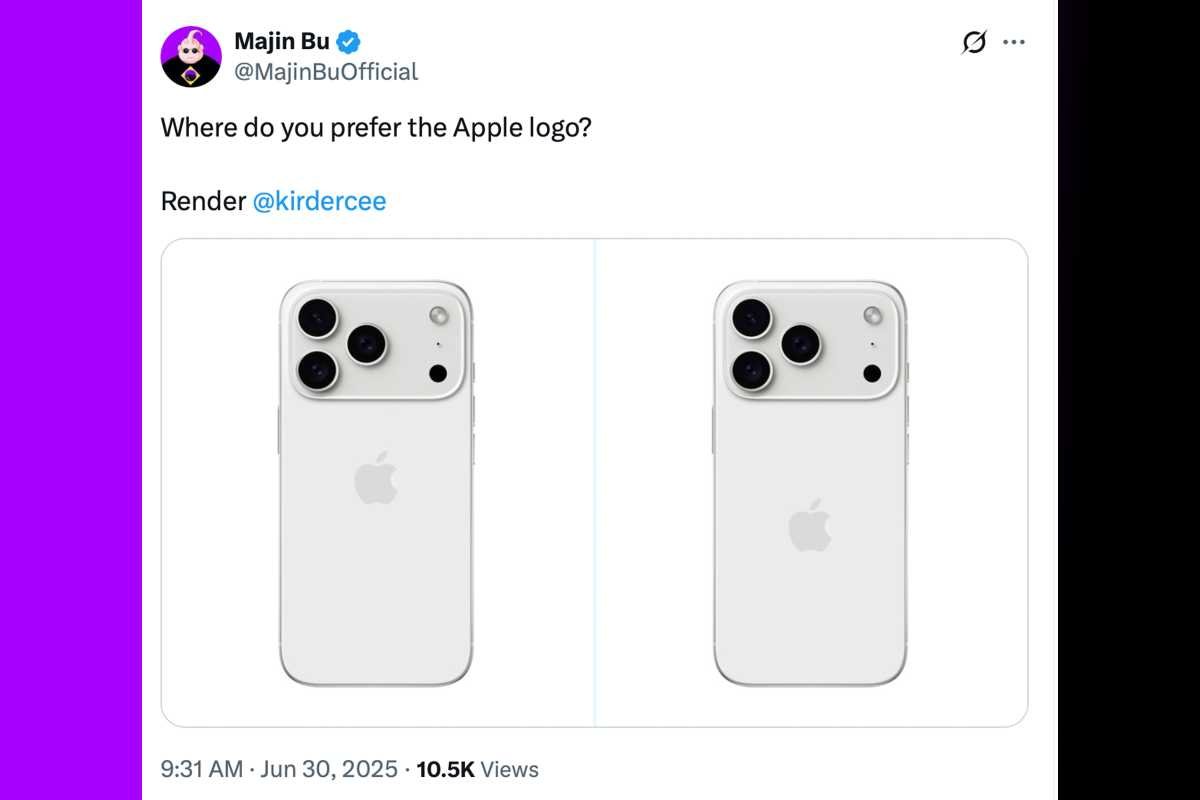 Majin Bu
@MajinBuOfficial
Where do you prefer the Apple logo?
Render @kirdercee
9:31 AM · Jun 30, 2025 · 10.5K Views